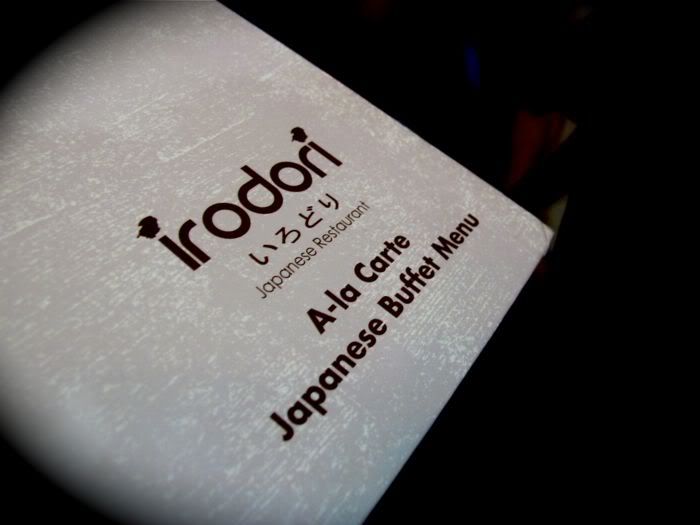 irodori
いろどり
Japanese Restaurant
A-la Carte
Japanese Buffet Menu